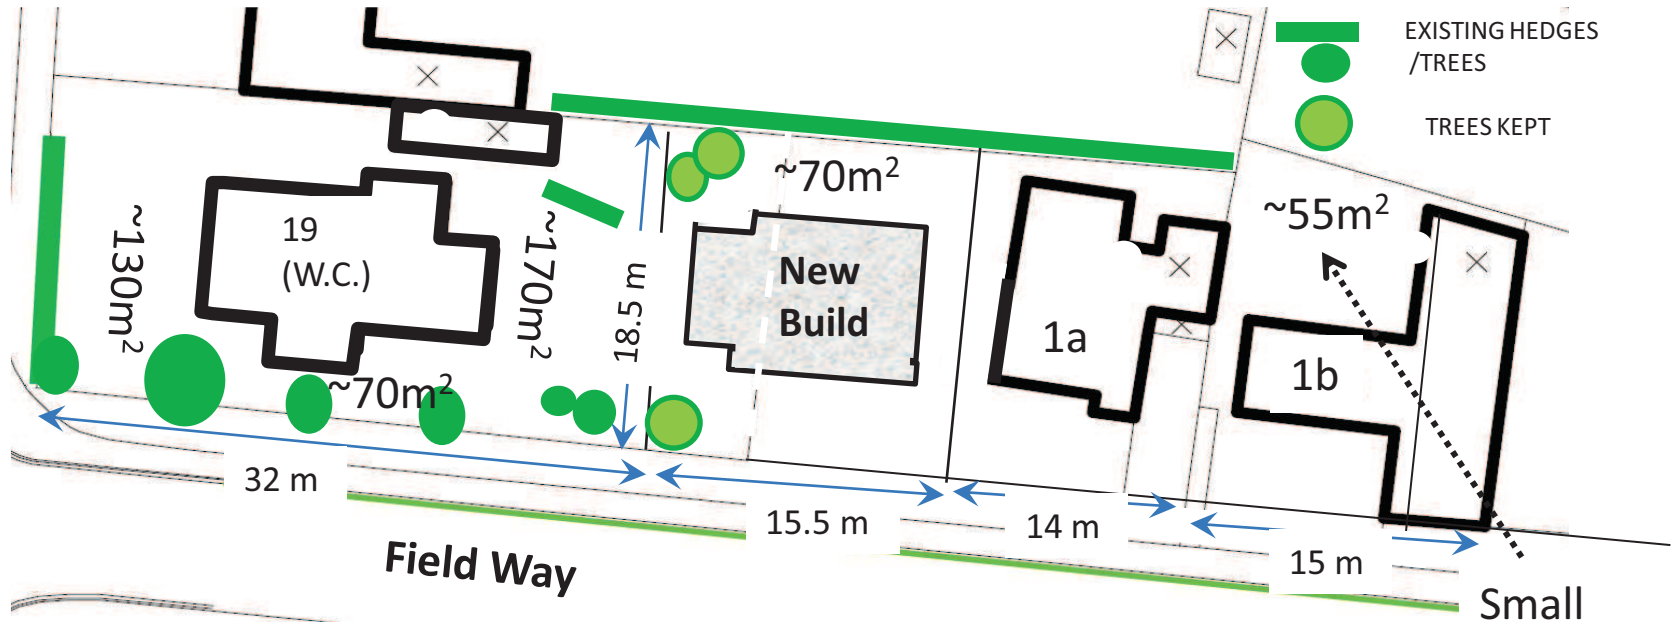 EXISTING HEDGES
/TREES
TREES KEPT
~70m²
~55m²
~130m²
19
(W.C.)
~170m²
18.5 m
New
Build
1a
1b
~70m²
32 m
15.5 m
14 m
15 m
Field Way
Small